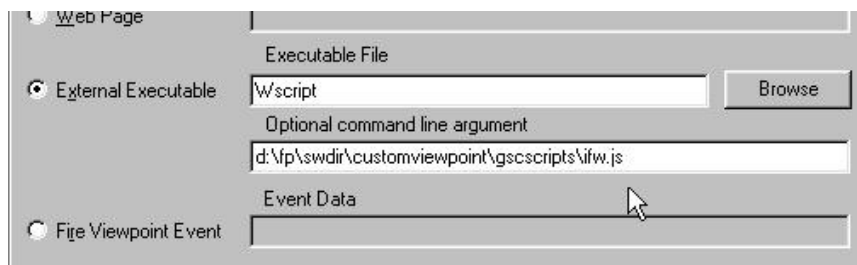 Web Page
Executable File
External Executable Wscript Browse
Optional command line argument
d:\fp\swdir\customviewpoint\gscscripts\ifw.js
Event Data
Fire Viewpoint Event